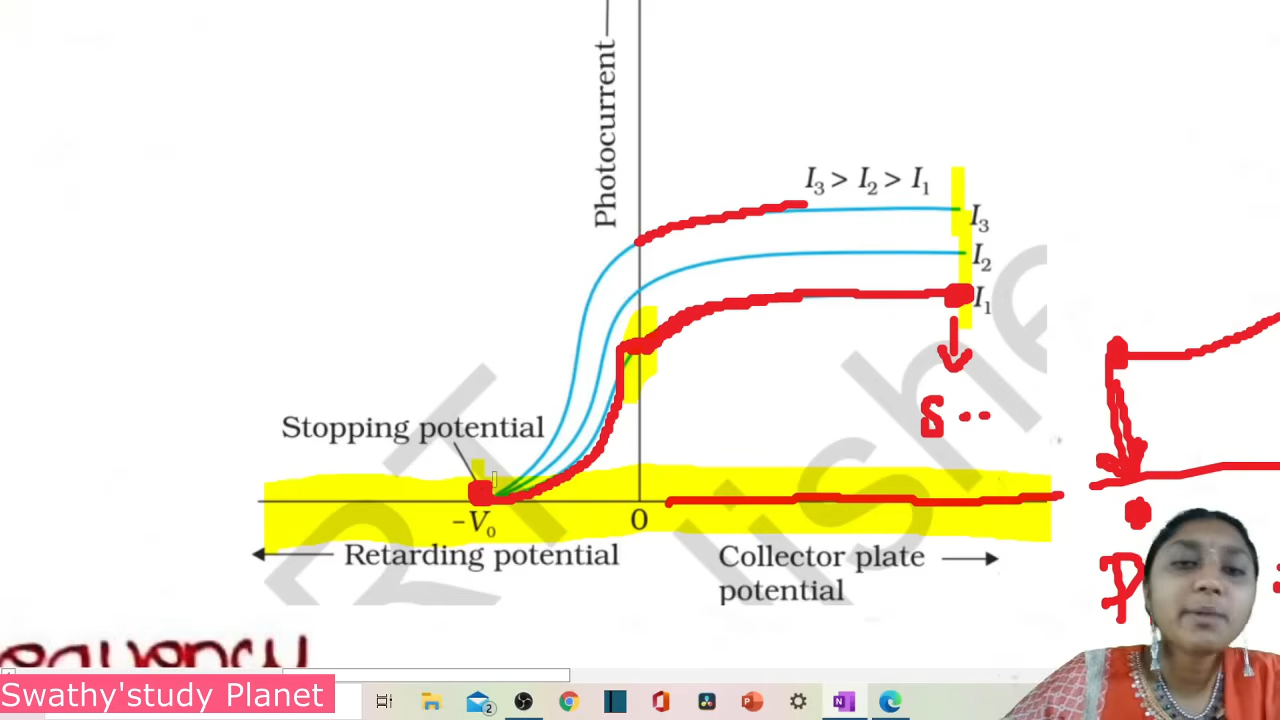 Photocurrent
I₃ > I₂ > I₁
I₃
I₂
I₁
S
Stopping potential
–V₀
0
Retarding potential
Collector plate
potential
P
Swathy'study Planet
2